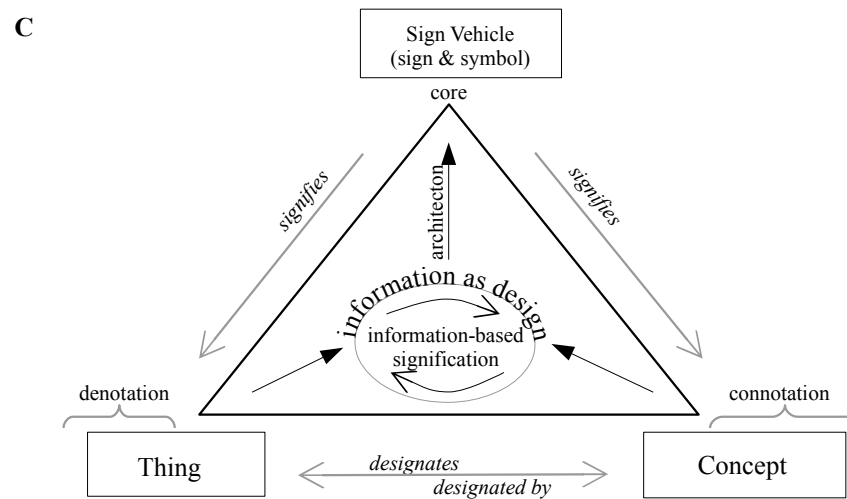 C
Sign Vehicle
(sign & symbol)
core
signifies
signifies
architecton
information as design
information-based
signification
denotation
connotation
Thing
designates
designated by
Concept